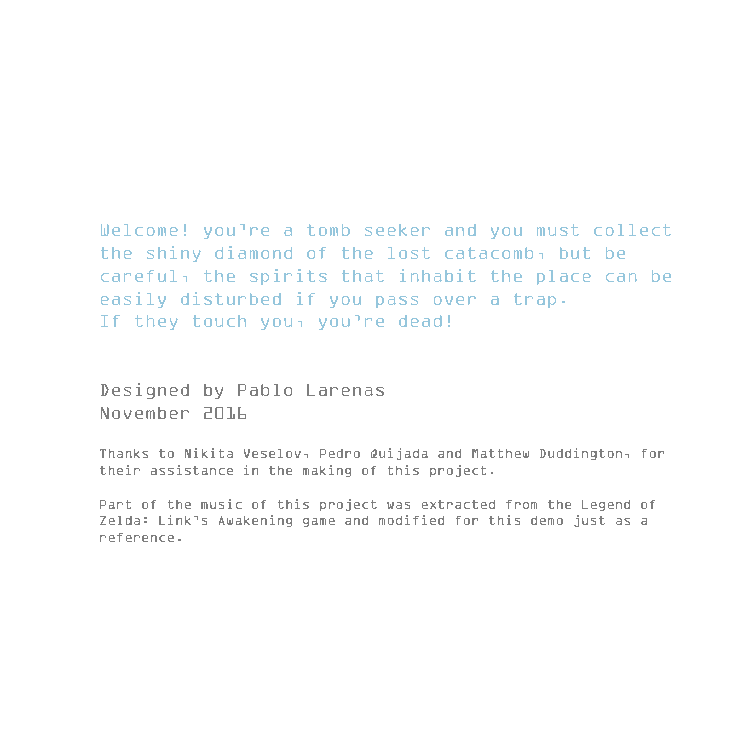 Welcome! you're a tomb seeker and you must collect
the shiny diamond of the lost catacomb, but be
careful, the spirits that inhabit the place can be
easily disturbed if you pass over a trap.
If they touch you, you're dead!
Designed by Pablo Larenas
November 2016
Thanks to Nikita Veselov, Pedro Quijada and Matthew Duddington, for
their assistance in the making of this project.
Part of the music of this project was extracted from the Legend of
Zelda: Link's Awakening game and modified for this demo just as a
reference.